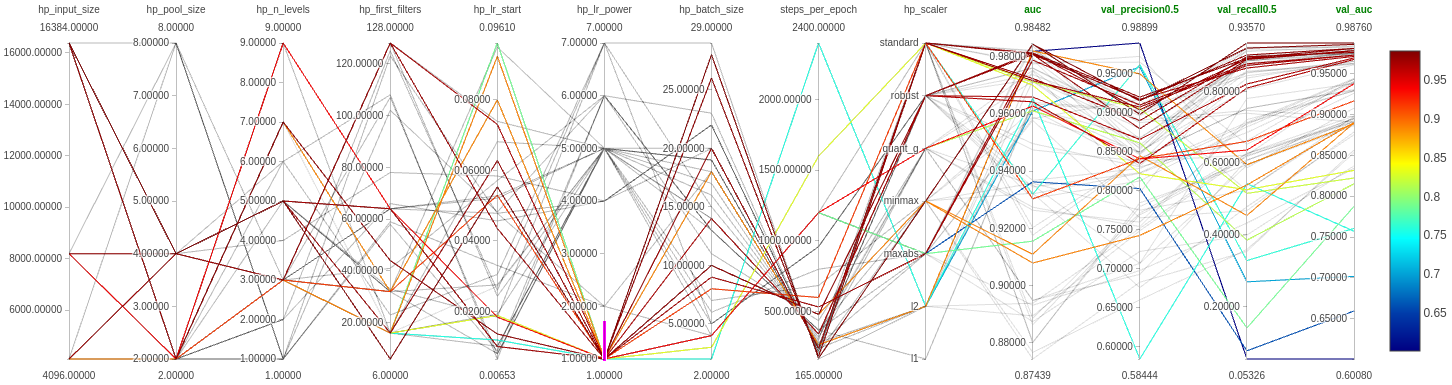 hp_input_size hp_pool_size hp_n_levels hp_first_filters hp_lr_start hp_lr_power hp_batch_size steps_per_epoch hp_scaler auc val_precision0.5 val_recall0.5 val_auc
16384.00000 8.00000 9.00000 128.00000 0.09610 7.00000 29.00000 2400.00000 0.98482 0.98899 0.93570 0.98760
16000.00000 14000.00000 12000.00000 10000.00000 8000.00000 6000.00000
8.00000 7.00000 6.00000 5.00000 4.00000 3.00000 2.00000
9.00000 8.00000 7.00000 6.00000 5.00000 4.00000 3.00000 2.00000 1.00000
120.00000 100.00000 80.00000 60.00000 40.00000 20.00000
0.08000 0.06000 0.04000 0.02000
7.00000 6.00000 5.00000 4.00000 3.00000 2.00000 1.00000
25.00000 20.00000 15.00000 10.00000 5.00000
2000.00000 1500.00000 1000.00000 500.00000
standard robust quant_g minmax maxabs l2 l1
0.98000 0.96000 0.94000 0.92000 0.90000 0.88000
0.95000 0.90000 0.85000 0.80000 0.75000 0.70000 0.65000 0.60000
0.80000 0.60000 0.40000 0.20000
0.95000 0.90000 0.85000 0.80000 0.75000 0.70000 0.65000
0.95 0.9 0.85 0.8 0.75 0.7 0.65
4096.00000 2.00000 1.00000 6.00000 0.00653 1.00000 2.00000 165.00000 0.87439 0.58444 0.05326 0.60080